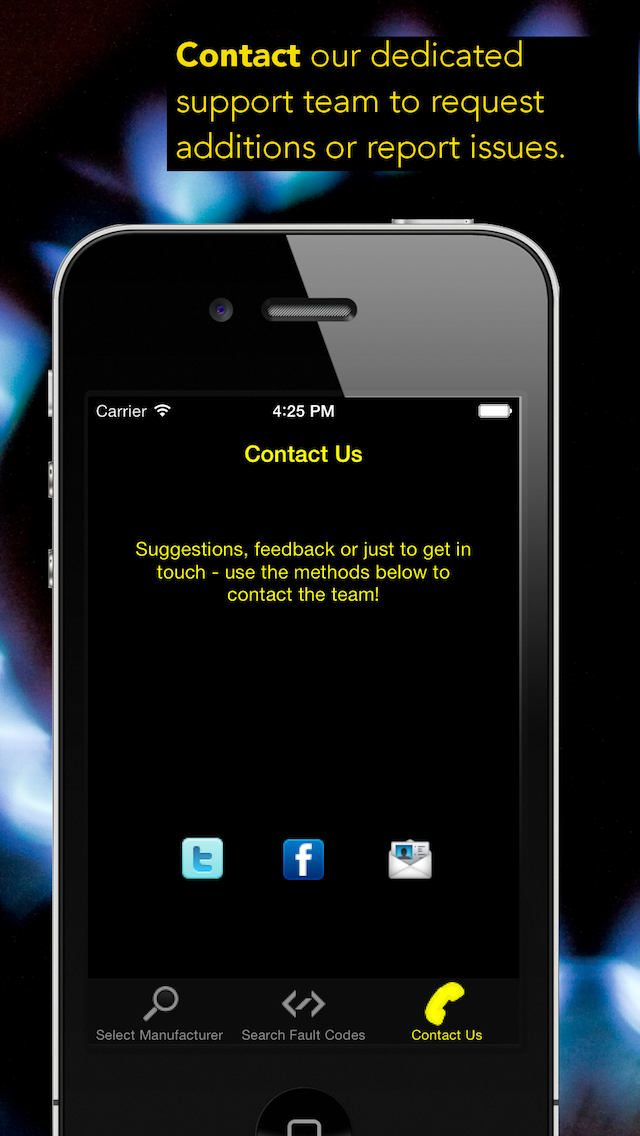 Contact our dedicated
support team to request
additions or report issues.
Carrier 4:25 PM
Contact Us
Suggestions, feedback or just to get in
touch - use the methods below to
contact the team!
t f
Select Manufacturer Search Fault Codes Contact Us